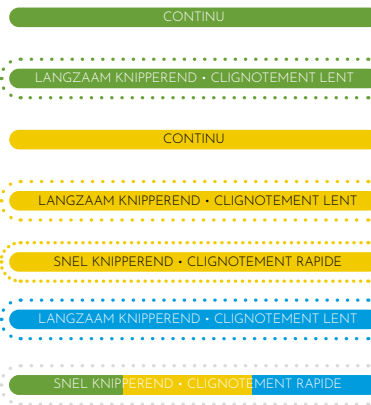 CONTINU
LANGZAAM KNIPPEREND • CLIGNOTEMENT LENT
CONTINU
LANGZAAM KNIPPEREND • CLIGNOTEMENT LENT
SNEL KNIPPEREND • CLIGNOTEMENT RAPIDE
LANGZAAM KNIPPEREND • CLIGNOTEMENT LENT
SNEL KNIPPEREND • CLIGNOTEMENT RAPIDE